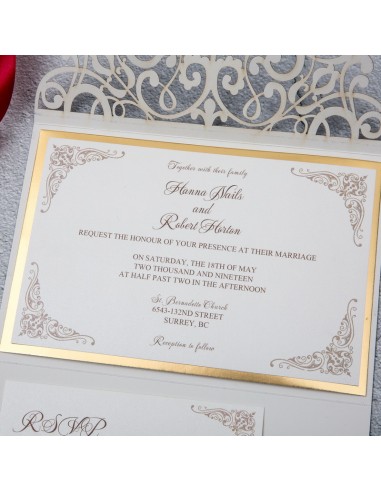 Together with their family
Hanna Nails
and
Robert Horton
REQUEST THE HONOUR OF YOUR PRESENCE AT THEIR MARRIAGE
ON SATURDAY, THE 18TH OF MAY
TWO THOUSAND AND NINETEEN
AT HALF PAST TWO IN THE AFTERNOON
St. Bernadette Church
6543-132ND STREET
SURREY, BC
Reception to follow
RSVP